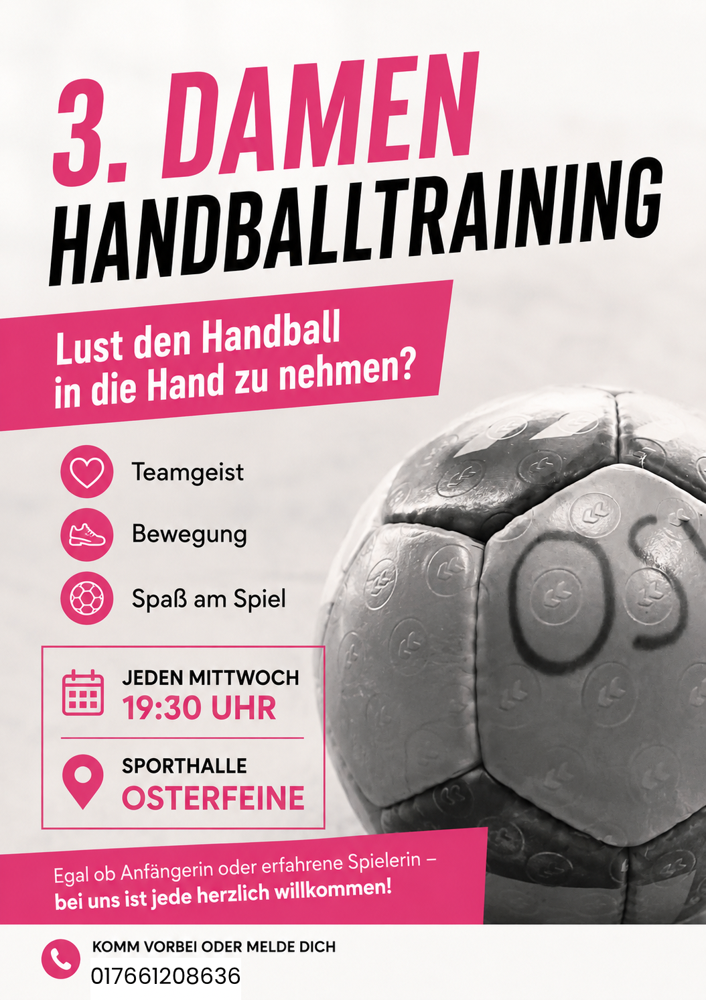 3. DAMEN
HANDBALLTRAINING
Lust den Handball
in die Hand zu nehmen?
Teamgeist
Bewegung
Spaß am Spiel
JEDEN MITTWOCH
19:30 UHR
SPORTHALLE
OSTERFEINE
OS
Egal ob Anfängerin oder erfahrene Spielerin –
bei uns ist jede herzlich willkommen!
KOMM VORBEI ODER MELDE DICH
017661208636